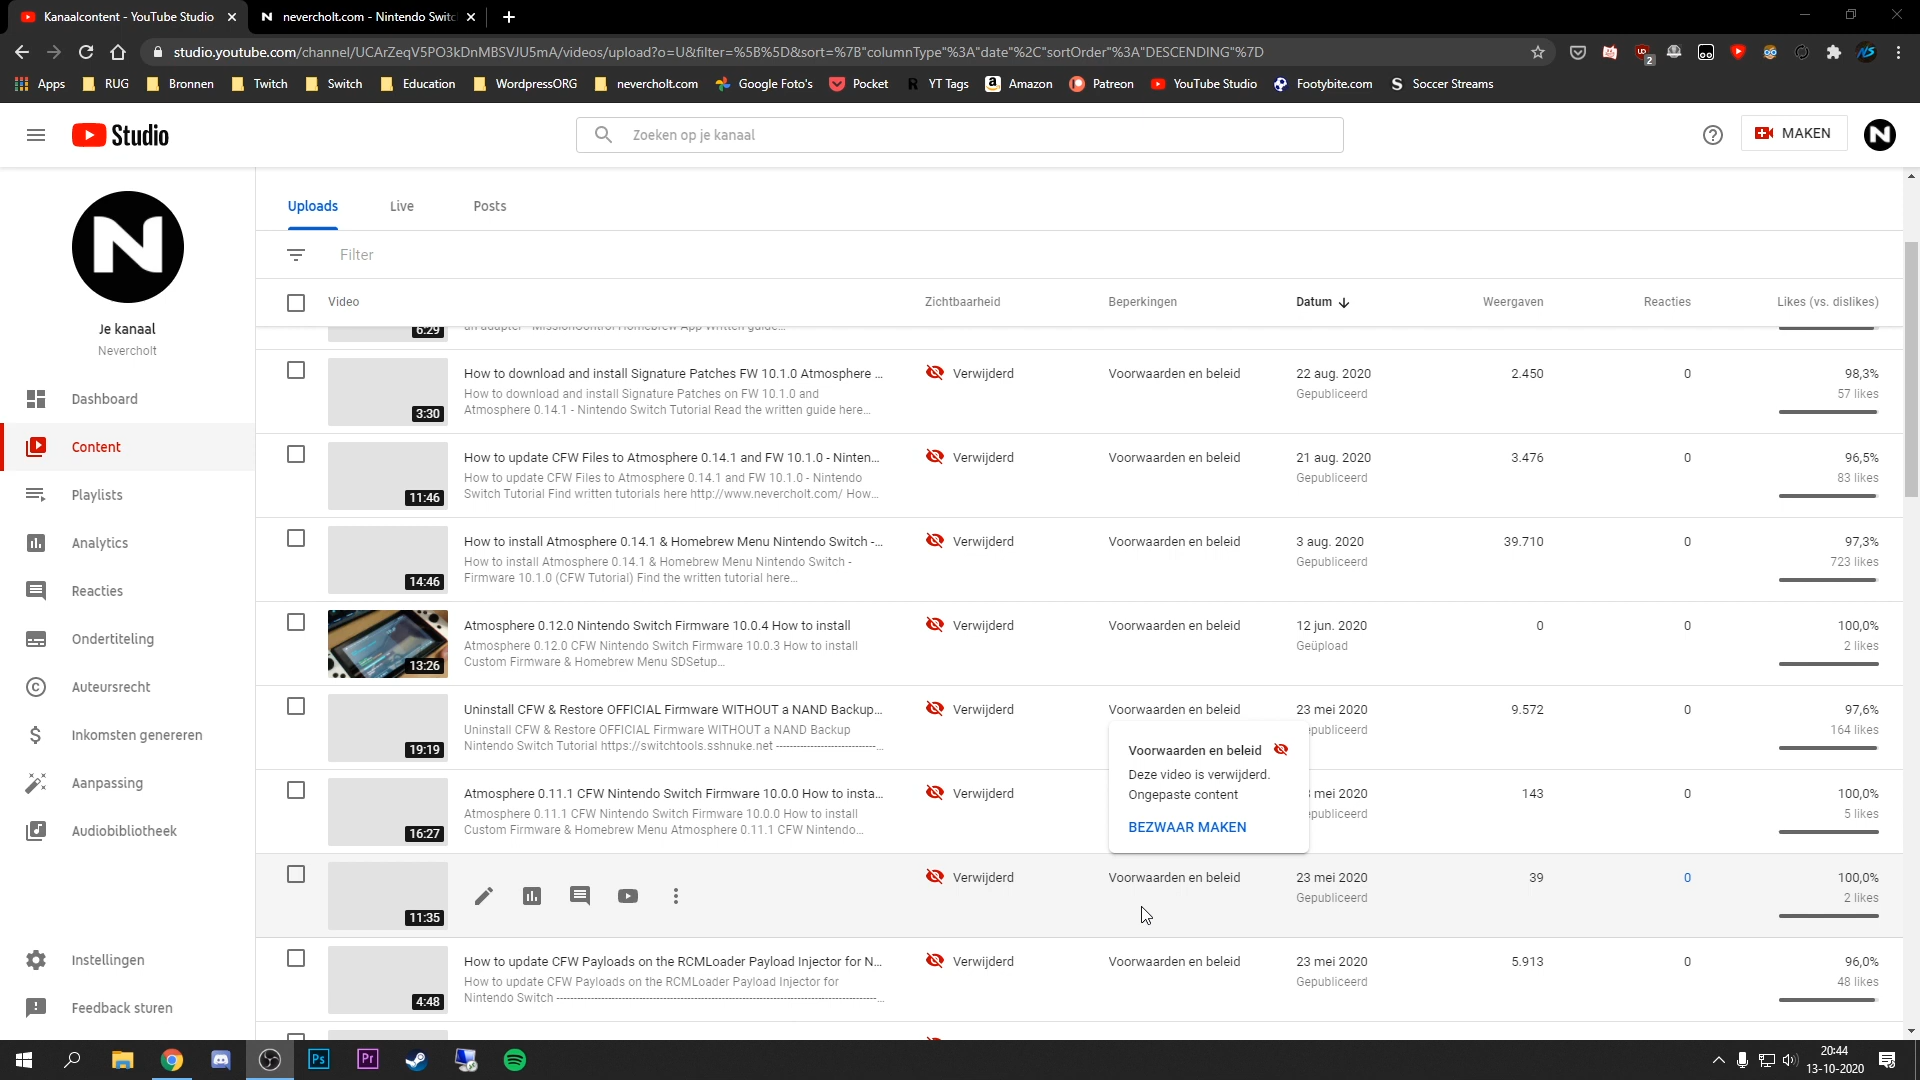 Kanaalcontent - YouTube Studio
nevercholt.com - Nintendo Switc
studio.youtube.com/channel/UCArZeqV5PO3kDnMBSVJU5mA/videos/upload?o=U&filter=%5B%5D&sort=%7B"columnType"%3A"date"%2C"sortOrder"%3A"DESCENDING"%7D
2
Apps RUG Bronnen Twitch Switch Education WordpressORG nevercholt.com Google Foto's Pocket YT Tags Amazon Patreon YouTube Studio Footybite.com Soccer Streams
Studio
Zoeken op je kanaal
MAKEN
N
Je kanaal
Nevercholt
Dashboard
Content
Playlists
Analytics
Reacties
Ondertiteling
Auteursrecht
Inkomsten genereren
Aanpassing
Audiobibliotheek
Instellingen
Feedback sturen
Uploads Live Posts
Filter
Video Zichtbaarheid Beperkingen Datum Weergaven Reacties Likes (vs. dislikes)
6:29
How to download and install Signature Patches FW 10.1.0 Atmosphere ... Verwijderd Voorwaarden en beleid 22 aug. 2020 2.450 0 98,3%
How to download and install Signature Patches on FW 10.1.0 and Gepubliceerd 57 likes
3:30 Atmosphere 0.14.1 - Nintendo Switch Tutorial Read the written guide here...
How to update CFW Files to Atmosphere 0.14.1 and FW 10.1.0 - Ninten... Verwijderd Voorwaarden en beleid 21 aug. 2020 3.476 0 96,5%
How to update CFW Files to Atmosphere 0.14.1 and FW 10.1.0 - Nintendo Gepubliceerd 83 likes
11:46 Switch Tutorial Find written tutorials here http://www.nevercholt.com/ How...
How to install Atmosphere 0.14.1 & Homebrew Menu Nintendo Switch -... Verwijderd Voorwaarden en beleid 3 aug. 2020 39.710 0 97,3%
How to install Atmosphere 0.14.1 & Homebrew Menu Nintendo Switch - Gepubliceerd 723 likes
14:46 Firmware 10.1.0 (CFW Tutorial) Find the written tutorial here...
Atmosphere 0.12.0 Nintendo Switch Firmware 10.0.4 How to install Verwijderd Voorwaarden en beleid 12 jun. 2020 0 0 100,0%
Atmosphere 0.12.0 CFW Nintendo Switch Firmware 10.0.3 How to install Geüpload 2 likes
13:26 Custom Firmware & Homebrew Menu SDSetup...
Uninstall CFW & Restore OFFICIAL Firmware WITHOUT a NAND Backup... Verwijderd Voorwaarden en beleid 23 mei 2020 9.572 0 97,6%
Uninstall CFW & Restore OFFICIAL Firmware WITHOUT a NAND Backup publiceerd 164 likes
19:19 Nintendo Switch Tutorial https://switchtools.sshnuke.net ---------------------------...
Voorwaarden en beleid
Deze video is verwijderd.
Ongepaste content
BEZWAAR MAKEN
Atmosphere 0.11.1 CFW Nintendo Switch Firmware 10.0.0 How to insta... Verwijderd mei 2020 143 0 100,0%
Atmosphere 0.11.1 CFW Nintendo Switch Firmware 10.0.0 How to install publiceerd 5 likes
16:27 Custom Firmware & Homebrew Menu Atmosphere 0.11.1 CFW Nintendo...
Verwijderd Voorwaarden en beleid 23 mei 2020 39 0 100,0%
Gepubliceerd 2 likes
11:35
How to update CFW Payloads on the RCMLoader Payload Injector for N... Verwijderd Voorwaarden en beleid 23 mei 2020 5.913 0 96,0%
How to update CFW Payloads on the RCMLoader Payload Injector for Gepubliceerd 48 likes
4:48 Nintendo Switch ---------------------------------------------------------------------------...
Ps Pr
20:44
13-10-2020